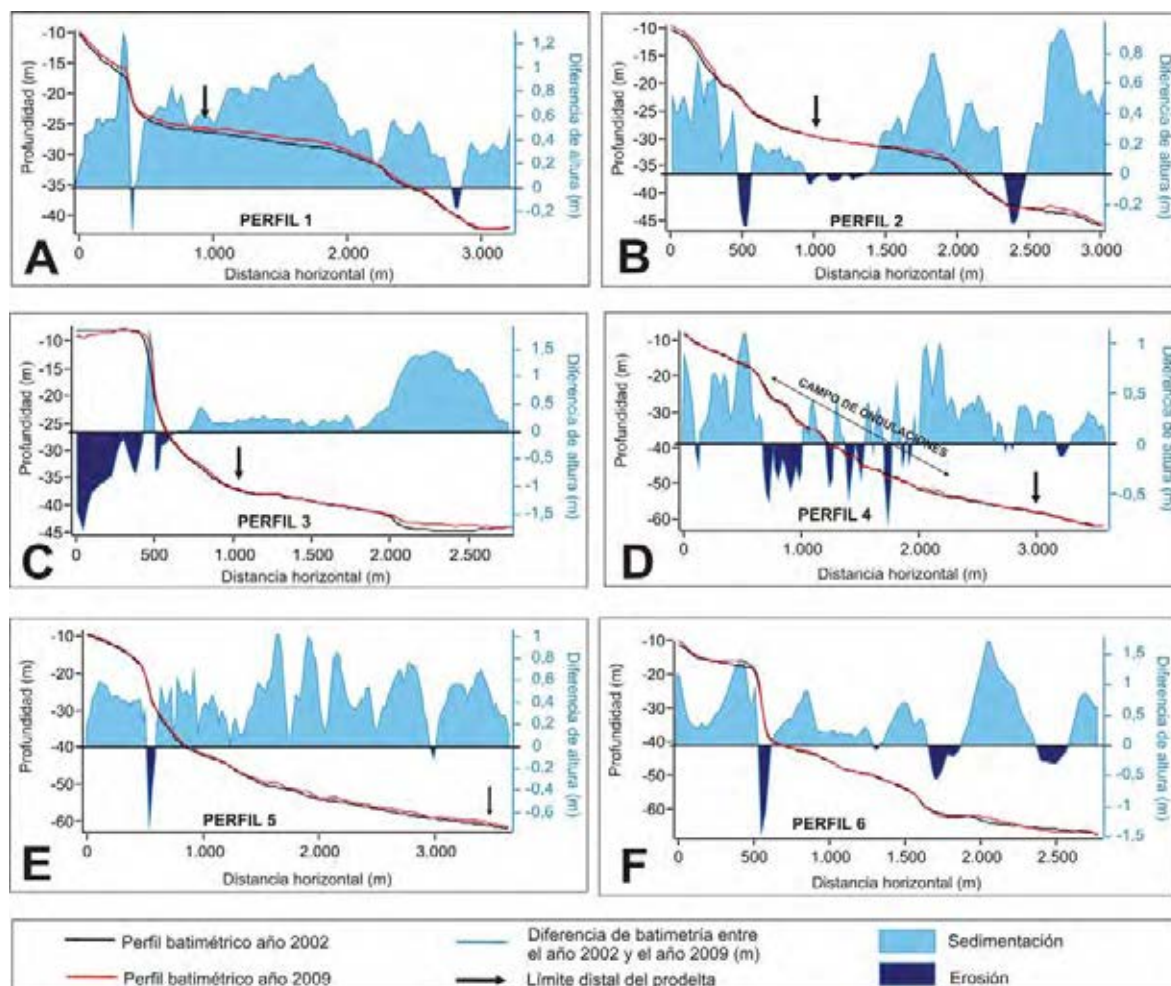 -10
-15
-20
-25
-30
-35
-40
Profundidad (m)
1,2
1
0,8
0,6
0,4
0,2
0
-0,2
Diferencia de altura (m)
PERFIL 1
A
0
1.000
2.000
3.000
Distancia horizontal (m)
-10
-15
-20
-25
-30
-35
-40
-45
Profundidad (m)
0,8
0,6
0,4
0,2
0
-0,2
Diferencia de altura (m)
PERFIL 2
B
0
500
1.000
1.500
2.000
2.500
3.000
Distancia horizontal (m)
-10
-15
-20
-25
-30
-35
-40
-45
Profundidad (m)
1,5
1
0,5
0
-0,5
-1
-1,5
Diferencia de altura (m)
PERFIL 3
C
0
500
1.000
1.500
2.000
2.500
Distancia horizontal (m)
-10
-20
-30
-40
-50
-60
Profundidad (m)
1
0,5
0
-0,5
Diferencia de altura (m)
CAMPO DE ONDULACIONES
PERFIL 4
D
0
1.000
2.000
3.000
Distancia horizontal (m)
-10
-20
-30
-40
-50
-60
Profundidad (m)
1
0,8
0,6
0,4
0,2
0
-0,2
-0,4
-0,6
Diferencia de altura (m)
PERFIL 5
E
0
1.000
2.000
3.000
Distancia horizontal (m)
-10
-20
-30
-40
-50
-60
Profundidad (m)
1,5
1
0,5
0
-0,5
-1
-1,5
Diferencia de altura (m)
PERFIL 6
F
0
500
1.000
1.500
2.000
2.500
Distancia horizontal (m)
Perfil batimétrico año 2002
Diferencia de batimetría entre
el año 2002 y el año 2009 (m)
Sedimentación
Perfil batimétrico año 2009
Límite distal del prodelta
Erosión